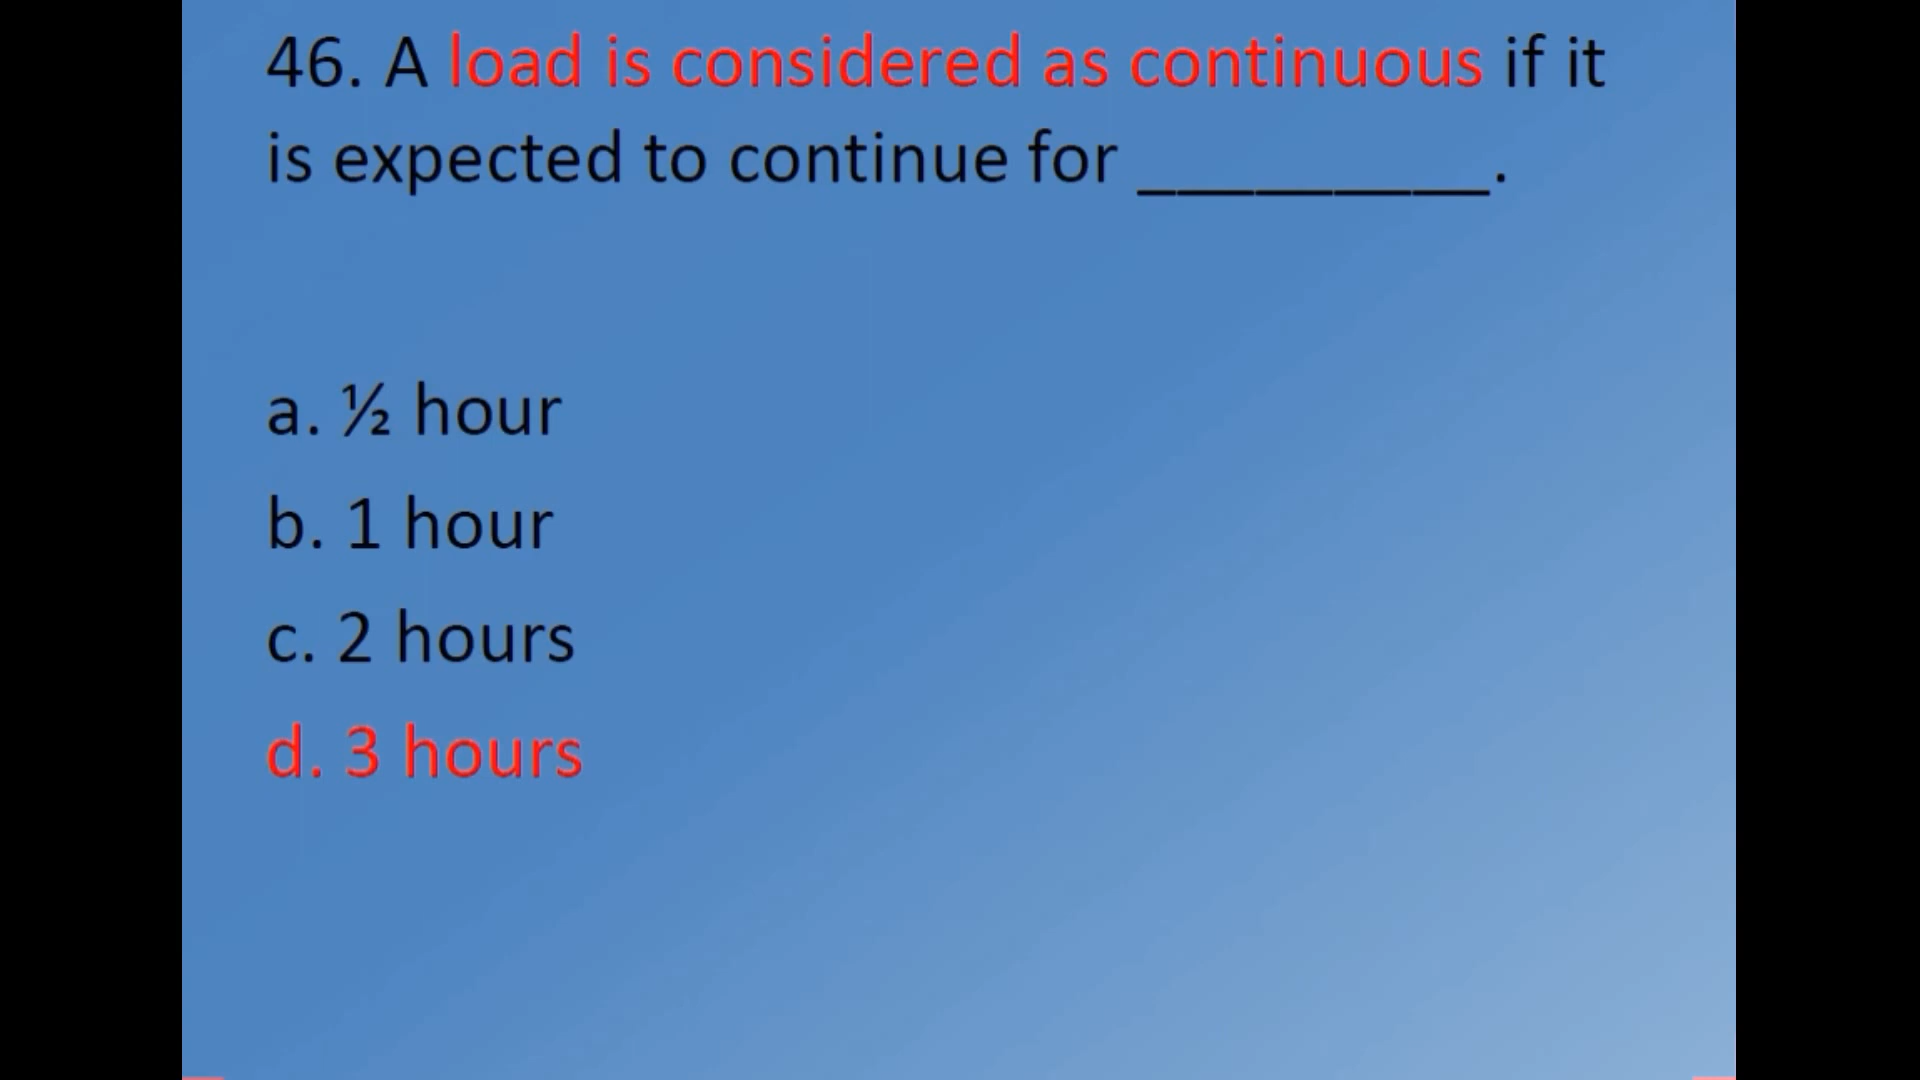 46. A load is considered as continuous if it
is expected to continue for _________.
a. ½ hour
b. 1 hour
c. 2 hours
d. 3 hours